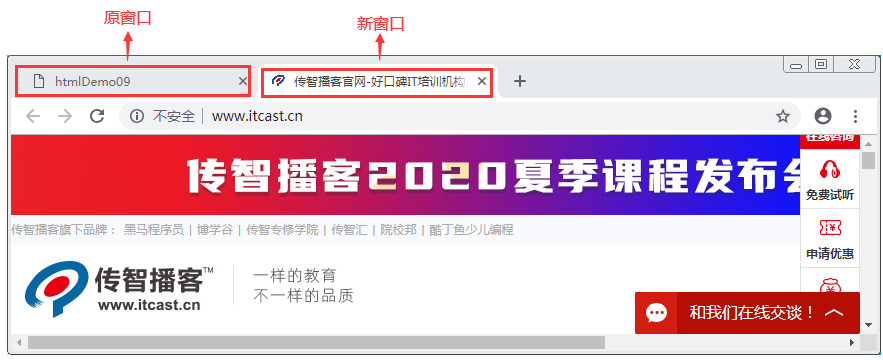 原窗口
新窗口
htmlDemo09
传智播客官网-好口碑IT培训机构
不安全 | www.itcast.cn
在线咨询
传智播客2020夏季课程发布会
免费试听
传智播客旗下品牌： 黑马程序员 | 博学谷 | 传智专修学院 | 传智汇 | 院校邦 | 酷丁鱼少儿编程
申请优惠
传智播客™
www.itcast.cn
一样的教育
不一样的品质
和我们在线交谈！